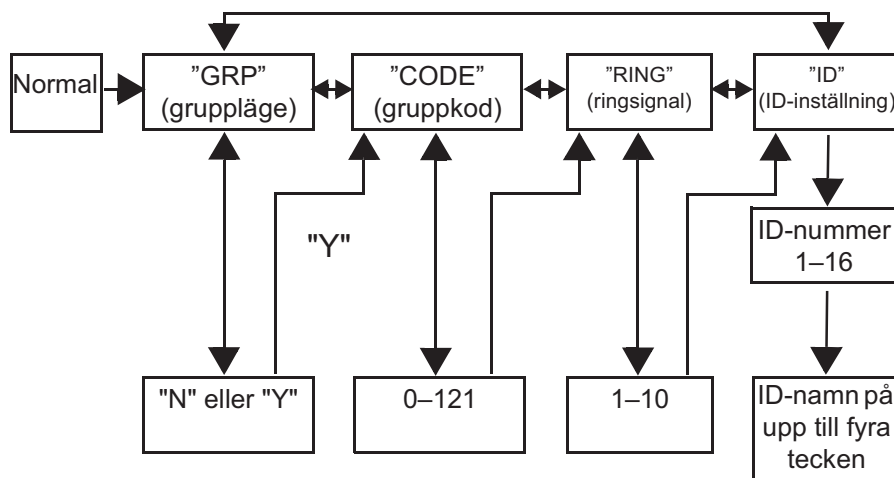 Normal
"GRP"
(gruppläge)
"CODE"
(gruppkod)
"RING"
(ringsignal)
"ID"
(ID-inställning)
"Y"
ID-nummer
1–16
"N" eller "Y"
0–121
1–10
ID-namn på
upp till fyra
tecken